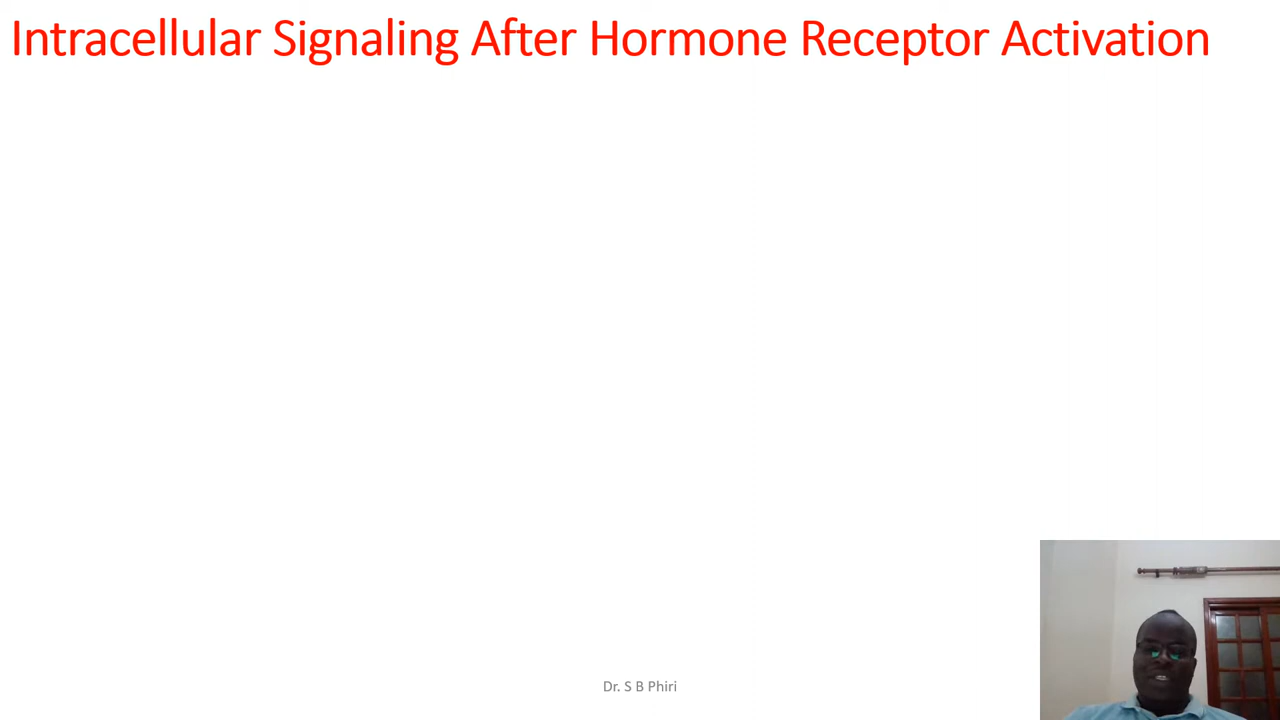 Intracellular Signaling After Hormone Receptor Activation
Dr. S B Phiri